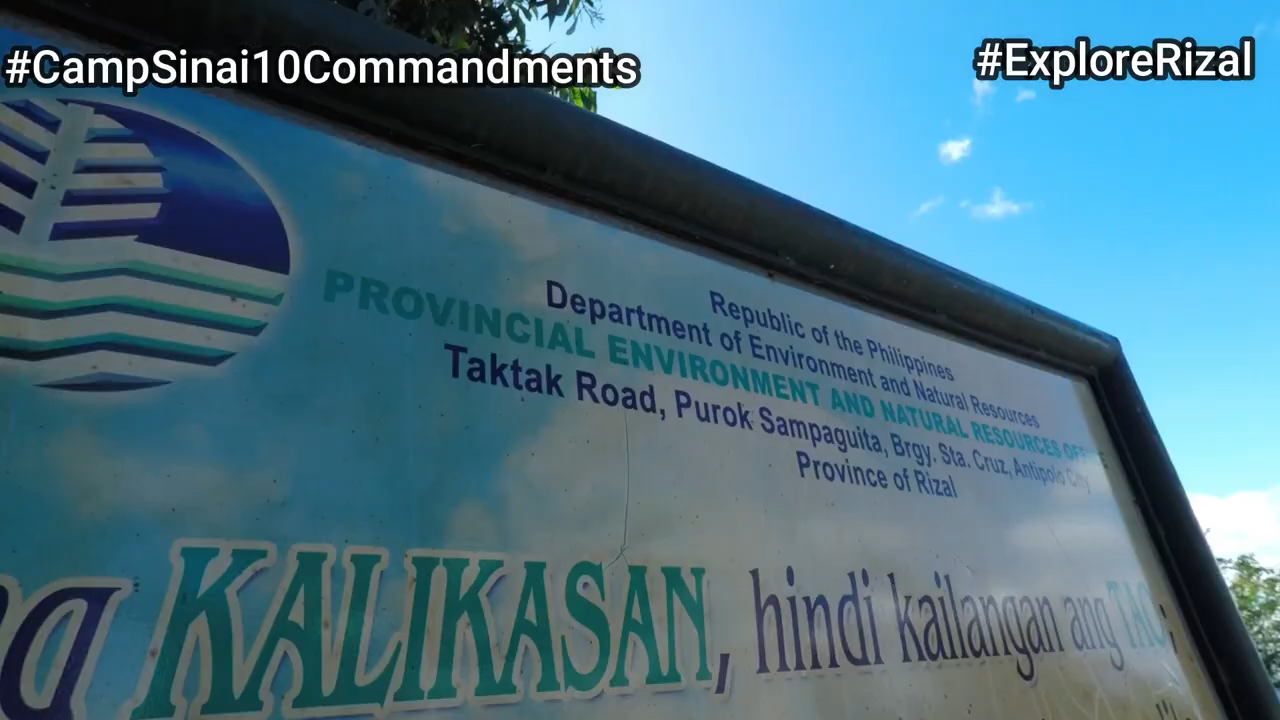 #CampSinai10Commandments
#ExploreRizal
Republic of the Philippines
Department of Environment and Natural Resources
PROVINCIAL ENVIRONMENT AND NATURAL RESOURCES
Taktak Road, Purok Sampaguita, Brgy. Sta. Cruz, Antipolo City
Province of Rizal
KALIKASAN, hindi kailangan ang TAO;